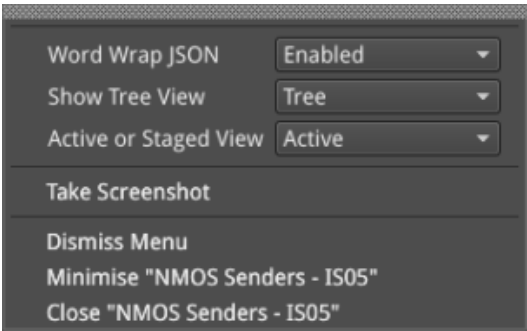 Word Wrap JSON Enabled
Show Tree View Tree
Active or Staged View Active
Take Screenshot
Dismiss Menu
Minimise "NMOS Senders - IS05"
Close "NMOS Senders - IS05"